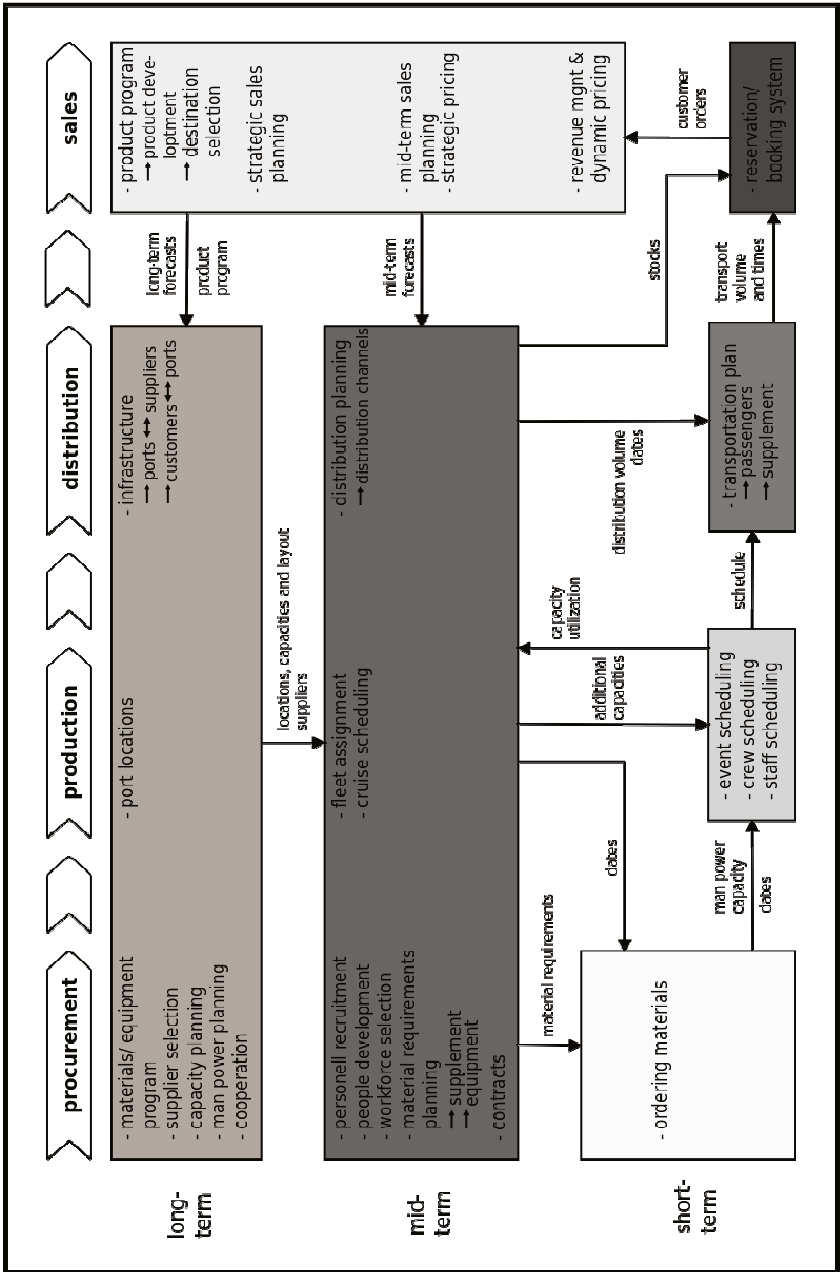 procurement
production
distribution
sales
long-
term
- materials/ equipment
program
- supplier selection
- capacity planning
- man power planning
- cooperation
- port locations
- infrastructure
→ ports ↔ suppliers
→ customers ↔ ports
long-term
forecasts
product
program
- product program
→ product deve-
loptment
→ destination
selection
- strategic sales
planning
- mid-term sales
planning
- strategic pricing
- revenue mgnt &
dynamic pricing
locations, capacities and layout
suppliers
mid-
term
- personell recruitment
- people development
- workforce selection
- material requirements
planning
→ supplement
→ equipment
- contracts
- fleet assignment
- cruise scheduling
- distribution planning
→ distribution channels
mid-term
forecasts
material requirements
dates
additional
capacities
capacity
utilization
distribution volume
dates
stocks
customer
orders
short-
term
- ordering materials
man power
capacity
dates
- event scheduling
- crew scheduling
- staff scheduling
schedule
- transportation plan
→ passengers
→ supplement
transport
volume
and times
- reservation/
booking system